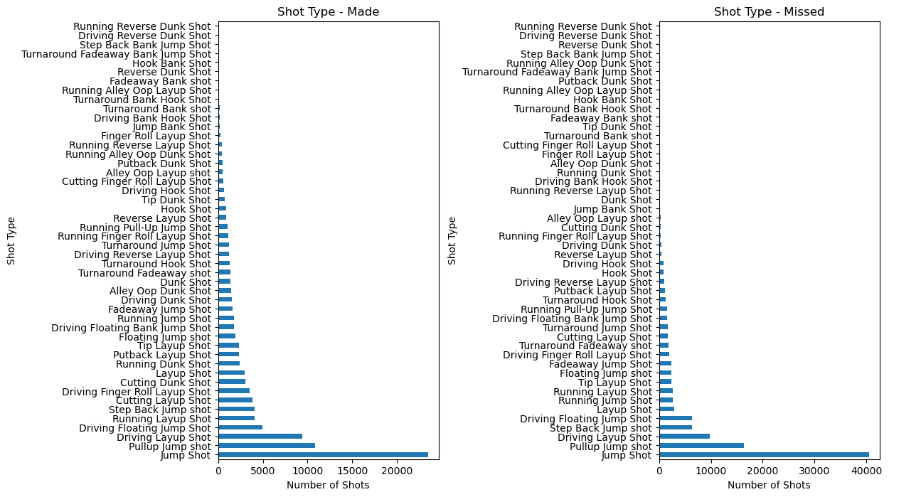 Shot Type - Made
Shot Type
Running Reverse Dunk Shot
Driving Reverse Dunk Shot
Step Back Bank Jump Shot
Turnaround Fadeaway Bank Jump Shot
Hook Bank Shot
Reverse Dunk Shot
Fadeaway Bank shot
Running Alley Oop Layup Shot
Turnaround Bank Hook Shot
Turnaround Bank shot
Driving Bank Hook Shot
Jump Bank Shot
Finger Roll Layup Shot
Running Reverse Layup Shot
Running Alley Oop Dunk Shot
Putback Dunk Shot
Alley Oop Layup shot
Cutting Finger Roll Layup Shot
Driving Hook Shot
Tip Dunk Shot
Hook Shot
Reverse Layup Shot
Running Pull-Up Jump Shot
Running Finger Roll Layup Shot
Turnaround Jump Shot
Driving Reverse Layup Shot
Turnaround Hook Shot
Turnaround Fadeaway shot
Dunk Shot
Alley Oop Dunk Shot
Driving Dunk Shot
Fadeaway Jump Shot
Running Jump Shot
Driving Floating Bank Jump Shot
Floating Jump shot
Tip Layup Shot
Putback Layup Shot
Running Dunk Shot
Layup Shot
Cutting Dunk Shot
Driving Finger Roll Layup Shot
Cutting Layup Shot
Step Back Jump shot
Running Layup Shot
Driving Floating Jump Shot
Driving Layup Shot
Pullup Jump shot
Jump Shot
0 5000 10000 15000 20000
Number of Shots
Shot Type - Missed
Shot Type
Running Reverse Dunk Shot
Driving Reverse Dunk Shot
Reverse Dunk Shot
Step Back Bank Jump Shot
Running Alley Oop Dunk Shot
Turnaround Fadeaway Bank Jump Shot
Putback Dunk Shot
Running Alley Oop Layup Shot
Hook Bank Shot
Turnaround Bank Hook Shot
Fadeaway Bank shot
Tip Dunk Shot
Turnaround Bank shot
Cutting Finger Roll Layup Shot
Finger Roll Layup Shot
Alley Oop Dunk Shot
Running Dunk Shot
Driving Bank Hook Shot
Running Reverse Layup Shot
Dunk Shot
Jump Bank Shot
Alley Oop Layup shot
Cutting Dunk Shot
Running Finger Roll Layup Shot
Driving Dunk Shot
Reverse Layup Shot
Driving Hook Shot
Hook Shot
Driving Reverse Layup Shot
Putback Layup Shot
Turnaround Hook Shot
Running Pull-Up Jump Shot
Driving Floating Bank Jump Shot
Turnaround Jump Shot
Cutting Layup Shot
Turnaround Fadeaway shot
Driving Finger Roll Layup Shot
Fadeaway Jump Shot
Floating Jump shot
Tip Layup Shot
Running Layup Shot
Running Jump Shot
Layup Shot
Driving Floating Jump Shot
Step Back Jump shot
Driving Layup Shot
Pullup Jump shot
Jump Shot
0 10000 20000 30000 40000
Number of Shots